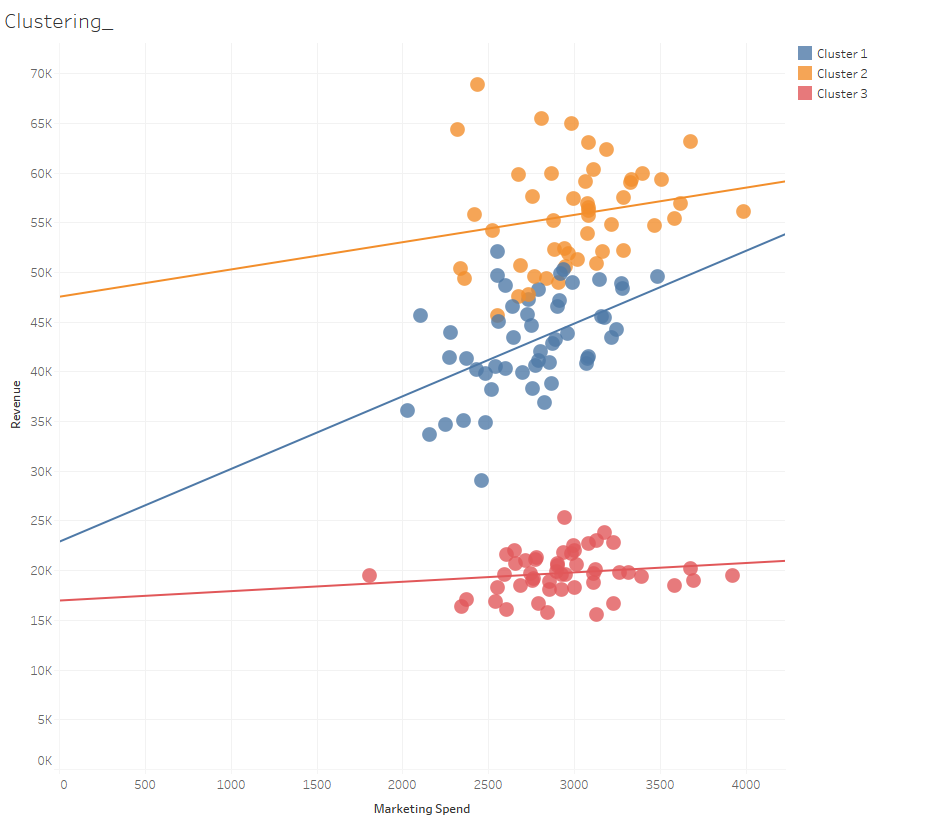 Clustering_
Cluster 1
Cluster 2
Cluster 3
70K
65K
60K
55K
50K
45K
40K
35K
30K
25K
20K
15K
10K
5K
0K
Revenue
0 500 1000 1500 2000 2500 3000 3500 4000
Marketing Spend